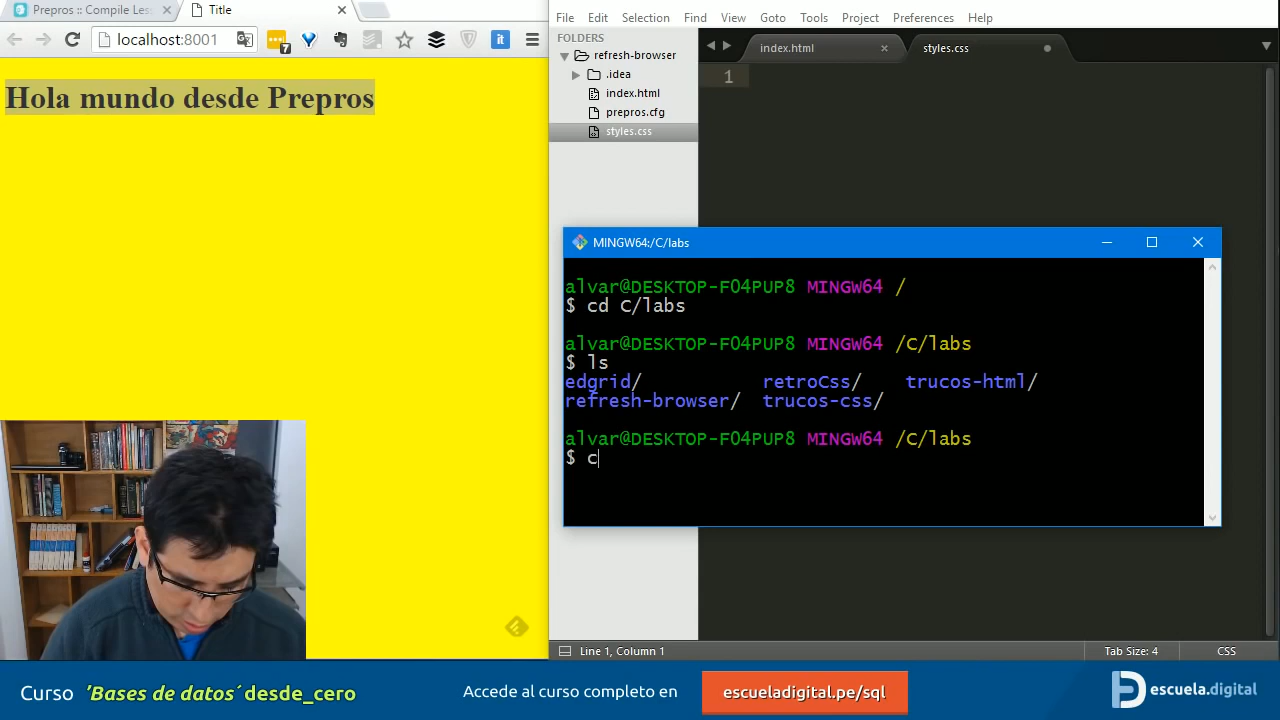 Prepros :: Compile Les
Title
localhost:8001
7
it
Hola mundo desde Prepros
File Edit Selection Find View Goto Tools Project Preferences Help
FOLDERS
refresh-browser
.idea
index.html
prepros.cfg
styles.css
index.html
styles.css
1
MINGW64:/C/labs
alvar@DESKTOP-F04PUP8 MINGW64 /
$ cd C/labs
alvar@DESKTOP-F04PUP8 MINGW64 /C/labs
$ ls
edgrid/ retroCss/ trucos-html/
refresh-browser/ trucos-css/
alvar@DESKTOP-F04PUP8 MINGW64 /C/labs
$ c
Line 1, Column 1
Tab Size: 4
CSS
Curso 'Bases de datos´ desde_cero
Accede al curso completo en
escueladigital.pe/sql
escuela.digital